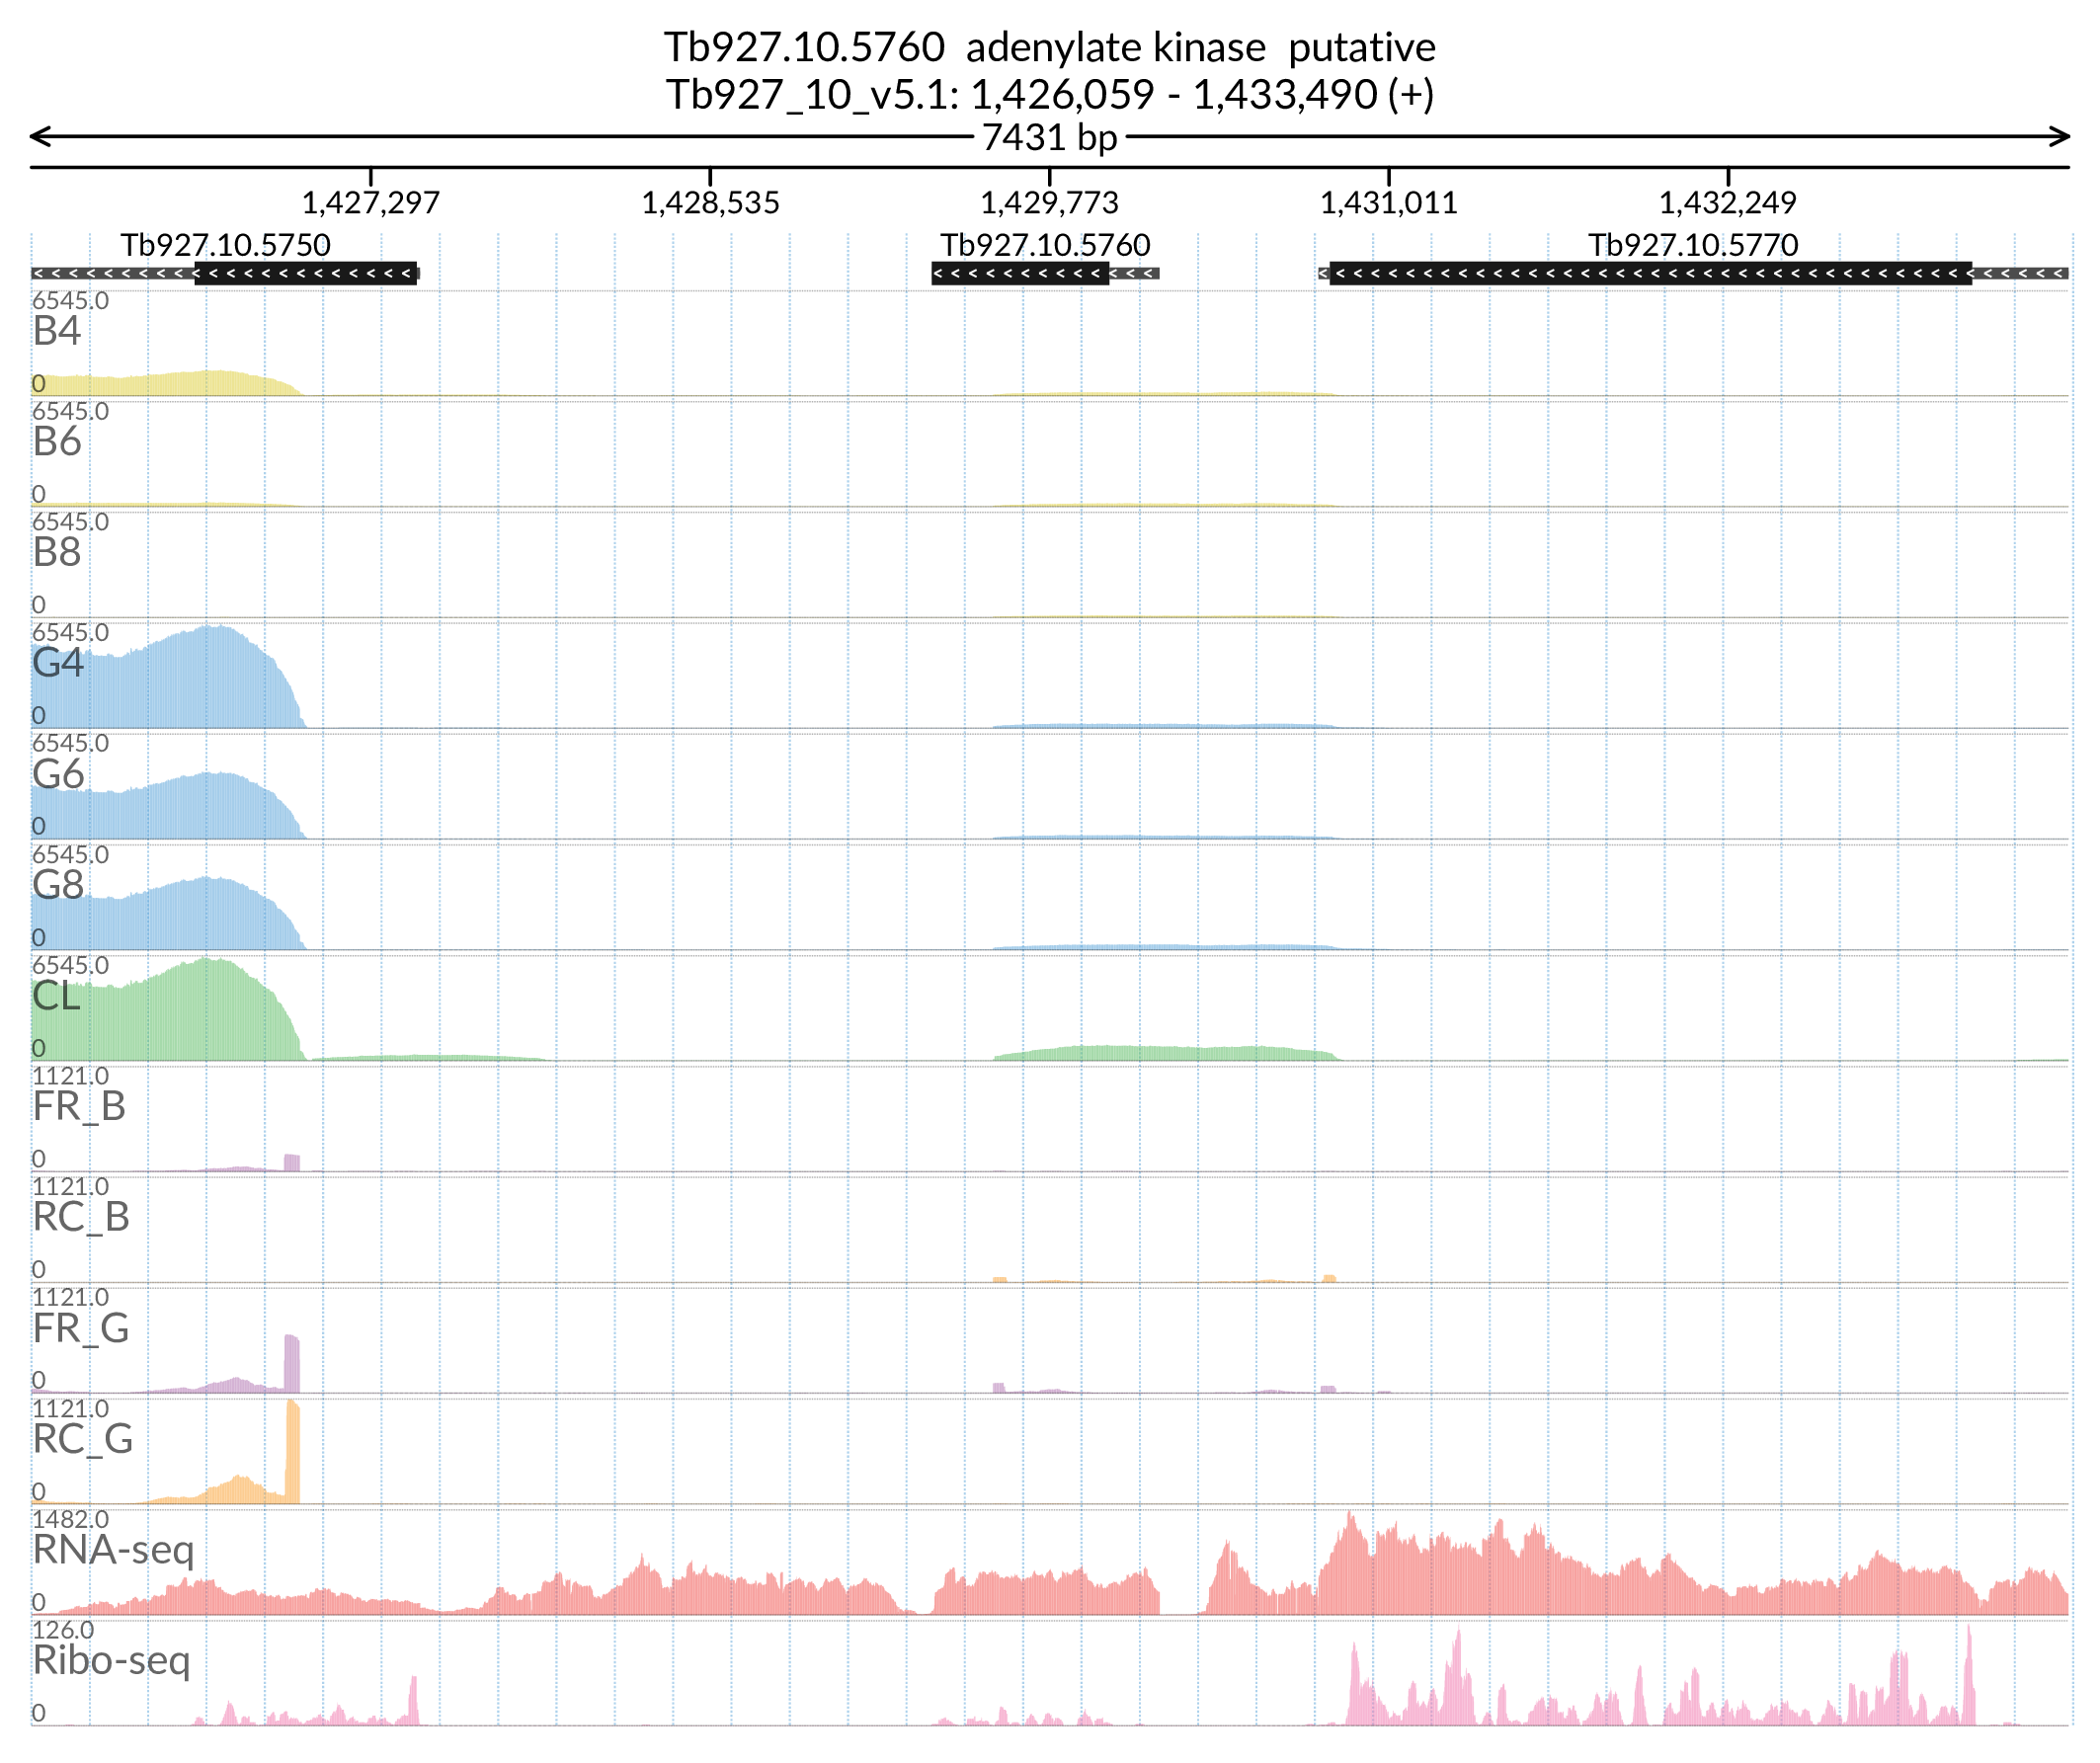 Tb927.10.5760  adenylate kinase  putative
Tb927_10_v5.1: 1,426,059 - 1,433,490 (+)
7431 bp
1,427,297 1,428,535 1,429,773 1,431,011 1,432,249
Tb927.10.5750 Tb927.10.5760 Tb927.10.5770
6545.0
B4
0
6545.0
B6
0
6545.0
B8
0
6545.0
G4
0
6545.0
G6
0
6545.0
G8
0
6545.0
CL
0
1121.0
FR_B
0
1121.0
RC_B
0
1121.0
FR_G
0
1121.0
RC_G
0
1482.0
RNA-seq
0
126.0
Ribo-seq
0